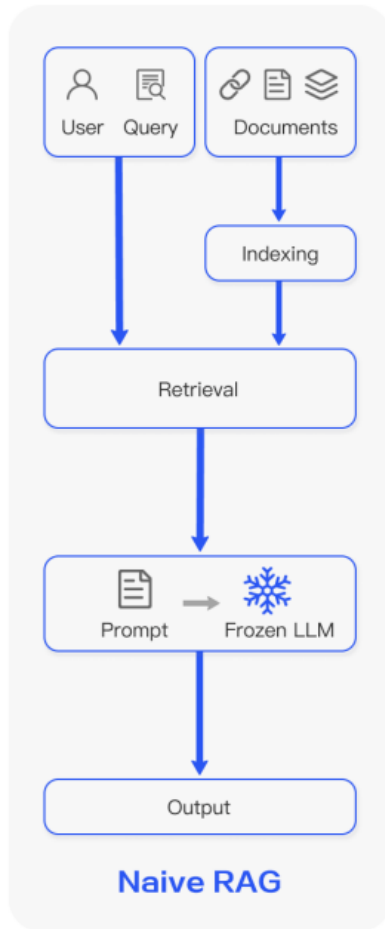 User Query
Documents
Indexing
Retrieval
Prompt
Frozen LLM
Output
Naive RAG